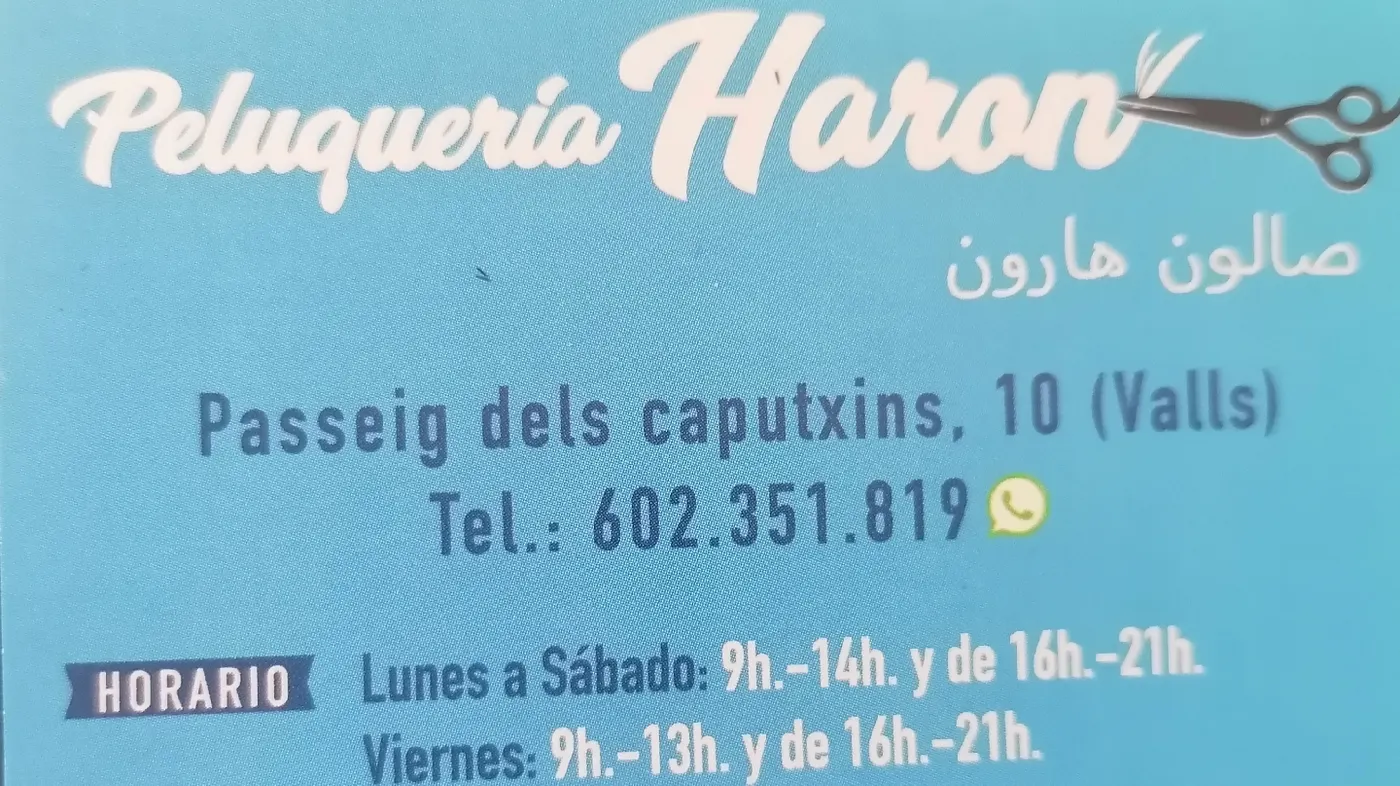 Peluquería Haron
صالون هارون
Passeig dels caputxins, 10 (Valls)
Tel.: 602.351.819
HORARIO
Lunes a Sábado: 9h.-14h. y de 16h.-21h.
Viernes: 9h.-13h. y de 16h.-21h.